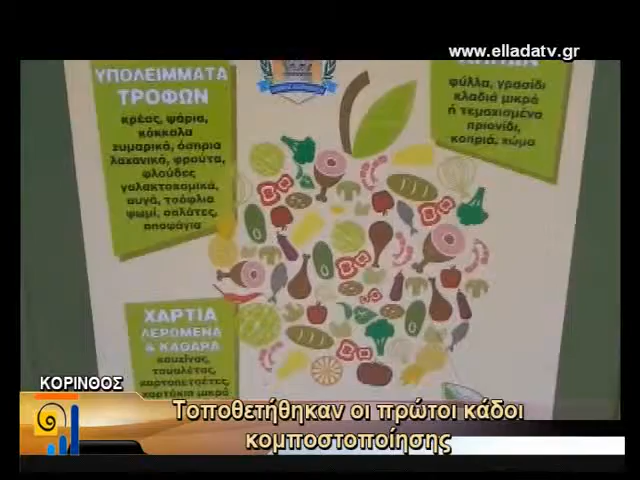 www.elladatv.gr
ΥΠΟΛΕΙΜΜΑΤΑ
ΤΡΟΦΩΝ
κρέας, ψάρια,
κόκκαλα
ζυμαρικά, όσπρια
λαχανικά, φρούτα,
φλούδες
γαλακτοκομικά,
αυγά, τσόφλια
ψωμί, σαλάτες,
αποφάγια
φύλλα, γρασίδι
κλαδιά μικρά
ή τεμαχισμένα
πριονίδι,
κοπριά, χώμα
ΧΑΡΤΙΑ
ΛΕΡΩΜΕΝΑ
& ΚΑΘΑΡΑ
κουζίνας,
τουαλέτας,
χαρτοπετσέτες,
χαρτάκια μικρά
ΚΟΡΙΝΘΟΣ
Τοποθετήθηκαν οι πρώτοι κάδοι
κομποστοποίησης